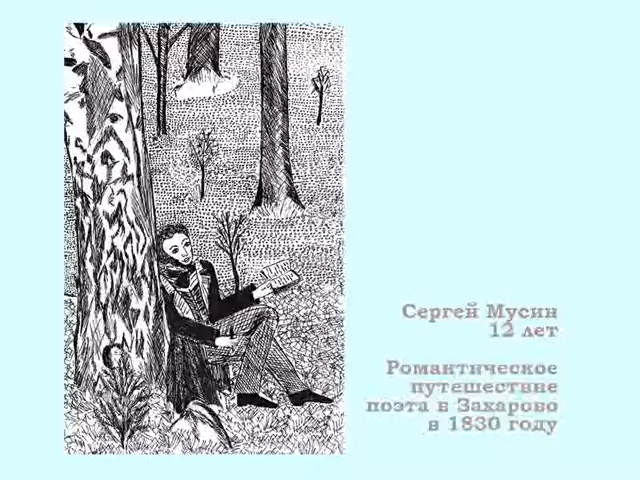 Сергей Мусин
12 лет
Романтическое
путешествие
поэта в Захарово
в 1830 году